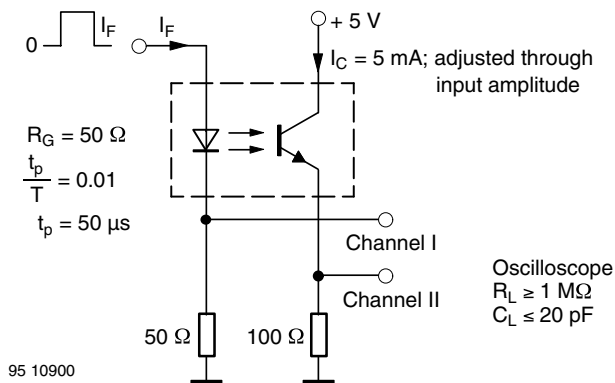 0
I_F
I_F
+ 5 V
I_C = 5 mA; adjusted through
input amplitude
R_G = 50 Ω
t_p
T
= 0.01
t_p = 50 μs
Channel I
Channel II
Oscilloscope
R_L ≥ 1 MΩ
C_L ≤ 20 pF
50 Ω
100 Ω
95 10900